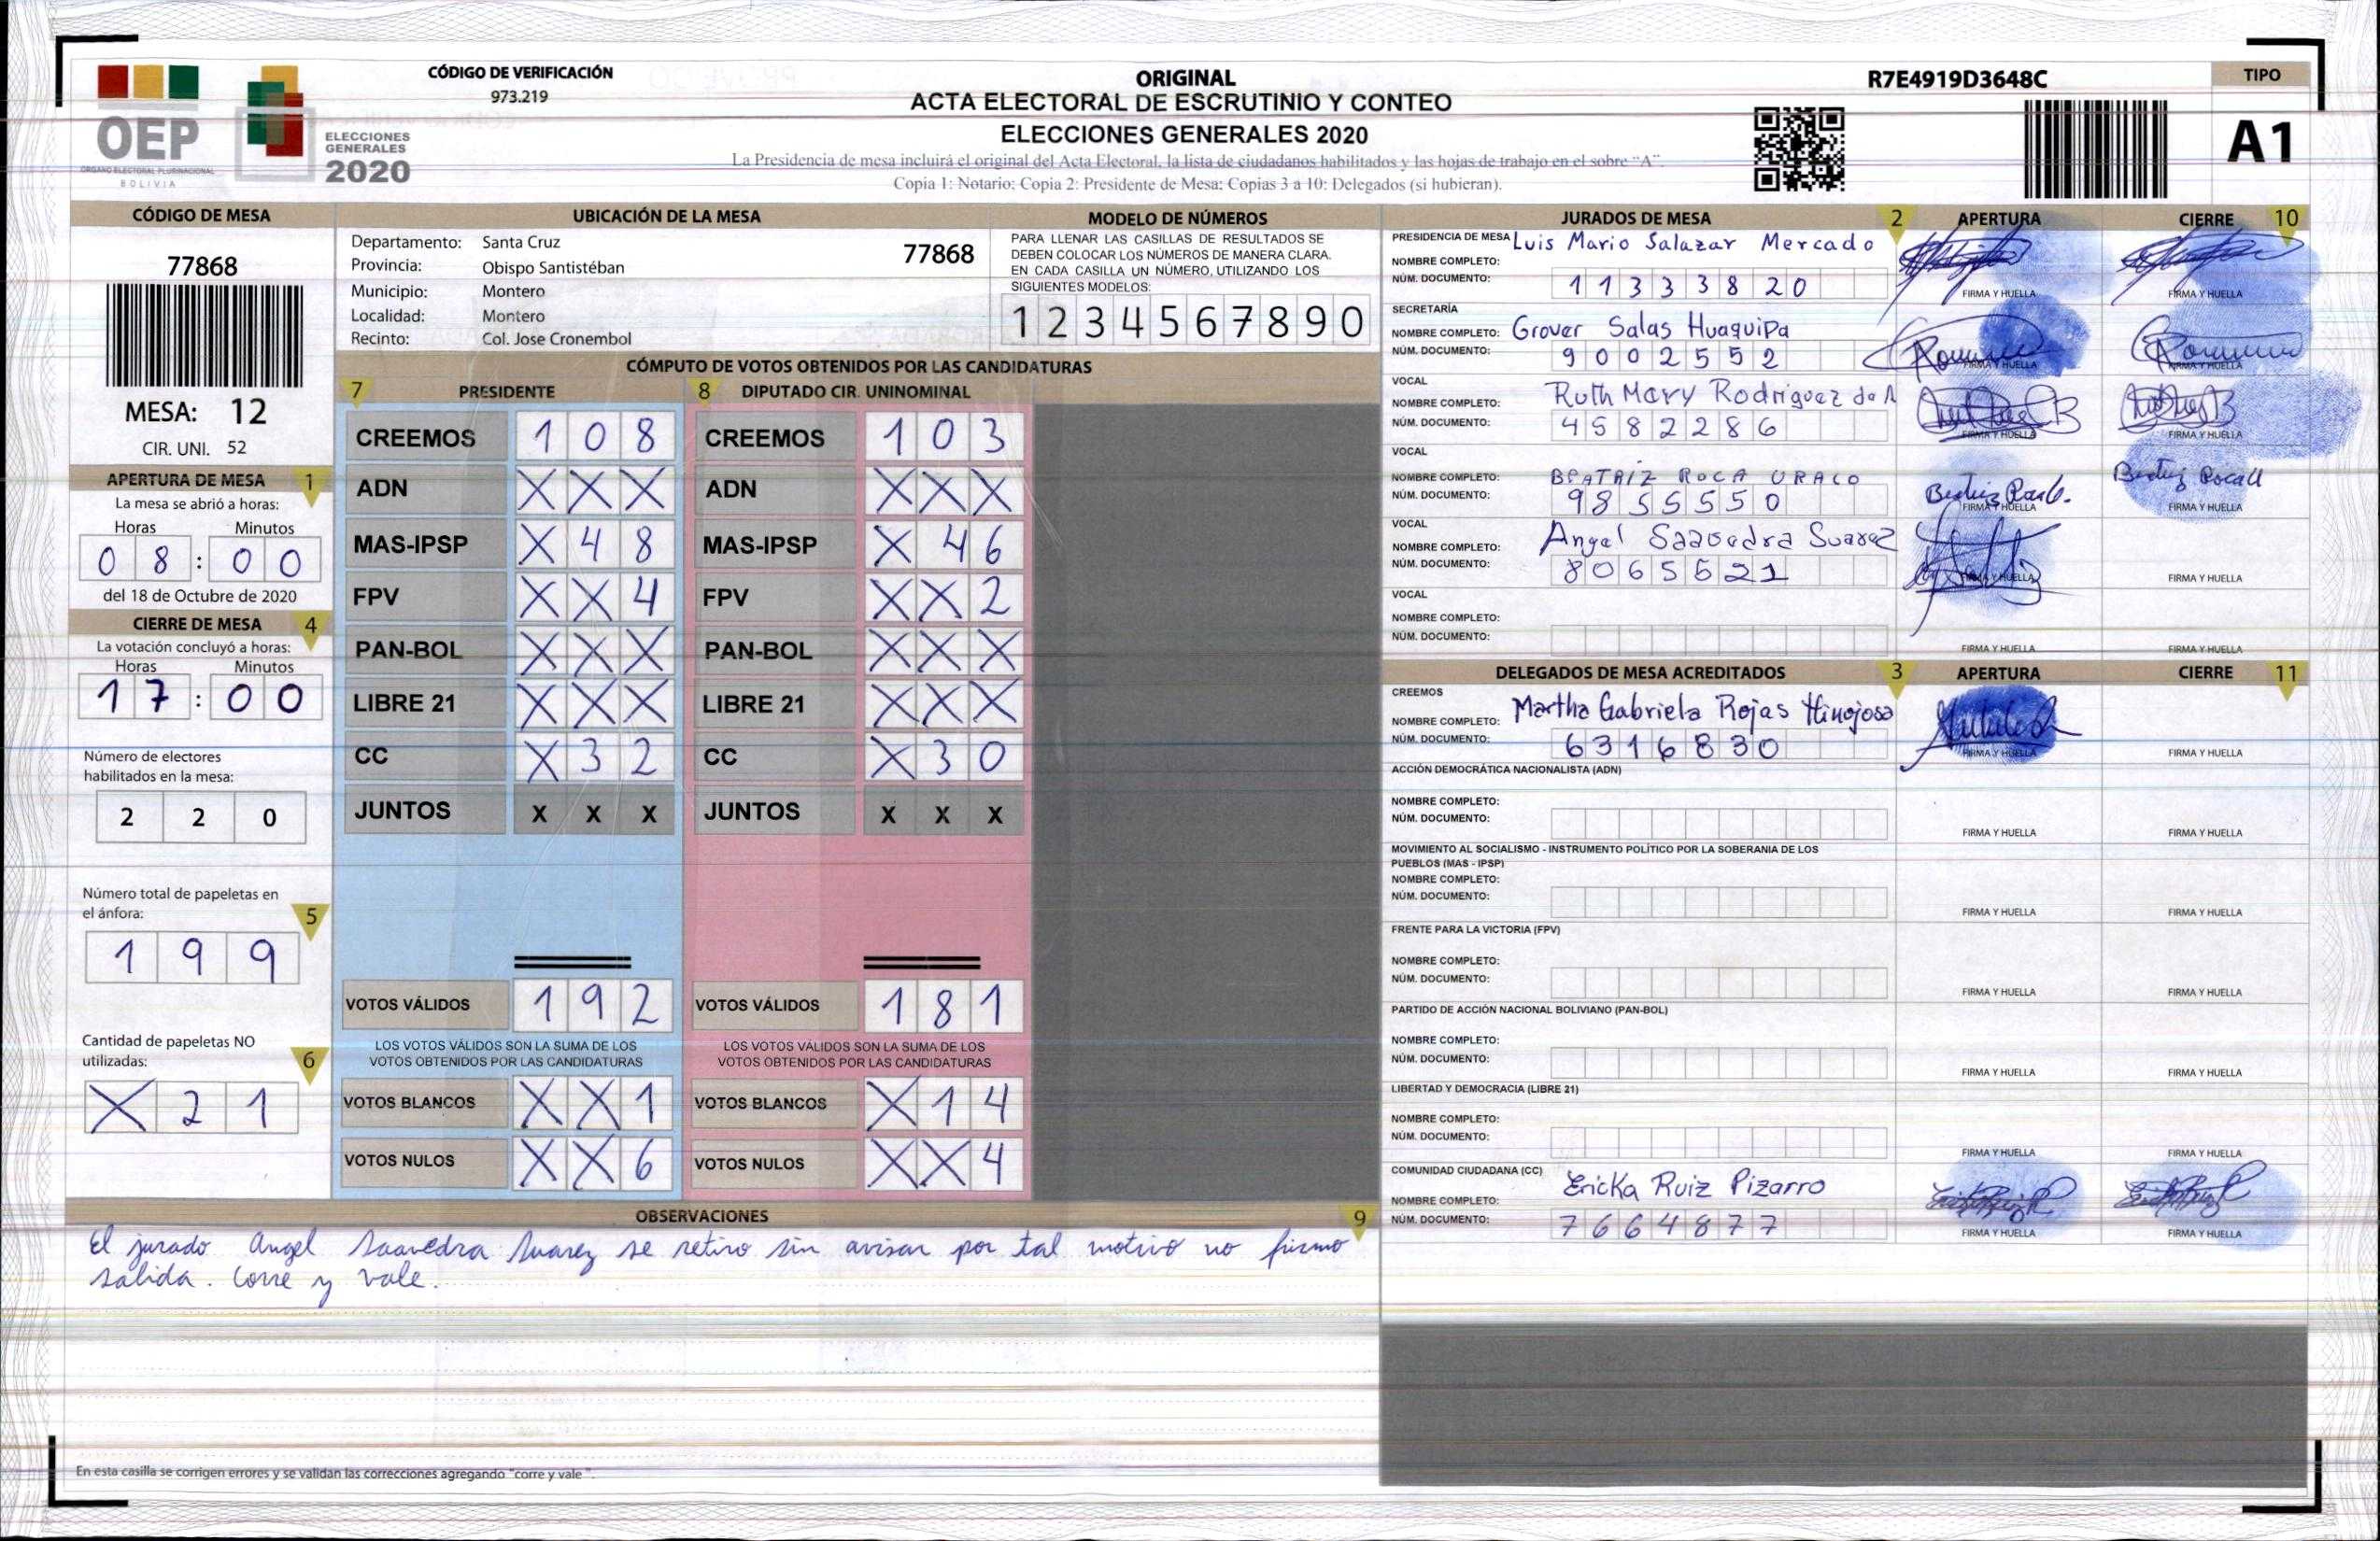 OEP
ÓRGANO ELECTORAL PLURINACIONAL
BOLIVIA
ELECCIONES
GENERALES
2020
CÓDIGO DE VERIFICACIÓN
973.219
ORIGINAL
ACTA ELECTORAL DE ESCRUTINIO Y CONTEO
ELECCIONES GENERALES 2020
La Presidencia de mesa incluirá el original del Acta Electoral, la lista de ciudadanos habilitados y las hojas de trabajo en el sobre "A".
Copia 1: Notario; Copia 2: Presidente de Mesa; Copias 3 a 10: Delegados (si hubieran).
R7E4919D3648C
TIPO
A1
CÓDIGO DE MESA
77868
MESA: 12
CIR. UNI. 52
APERTURA DE MESA 1
La mesa se abrió a horas:
Horas Minutos
0 8 : 0 0
del 18 de Octubre de 2020
CIERRE DE MESA 4
La votación concluyó a horas:
Horas Minutos
1 7 : 0 0
Número de electores
habilitados en la mesa:
2 2 0
Número total de papeletas en
el ánfora: 5
1 9 9
Cantidad de papeletas NO
utilizadas: 6
X 2 1
UBICACIÓN DE LA MESA
Departamento: Santa Cruz 77868
Provincia: Obispo Santistéban
Municipio: Montero
Localidad: Montero
Recinto: Col. Jose Cronembol
MODELO DE NÚMEROS
PARA LLENAR LAS CASILLAS DE RESULTADOS SE
DEBEN COLOCAR LOS NÚMEROS DE MANERA CLARA.
EN CADA CASILLA UN NÚMERO, UTILIZANDO LOS
SIGUIENTES MODELOS:
1 2 3 4 5 6 7 8 9 0
CÓMPUTO DE VOTOS OBTENIDOS POR LAS CANDIDATURAS
7 PRESIDENTE
CREEMOS 1 0 8
ADN X X X
MAS-IPSP X 4 8
FPV X X 4
PAN-BOL X X X
LIBRE 21 X X X
CC X 3 2
JUNTOS X X X
VOTOS VÁLIDOS 1 9 2
LOS VOTOS VÁLIDOS SON LA SUMA DE LOS
VOTOS OBTENIDOS POR LAS CANDIDATURAS
VOTOS BLANCOS X X 1
VOTOS NULOS X X 6
8 DIPUTADO CIR. UNINOMINAL
CREEMOS 1 0 3
ADN X X X
MAS-IPSP X 4 6
FPV X X 2
PAN-BOL X X X
LIBRE 21 X X X
CC X 3 0
JUNTOS X X X
VOTOS VÁLIDOS 1 8 1
LOS VOTOS VÁLIDOS SON LA SUMA DE LOS
VOTOS OBTENIDOS POR LAS CANDIDATURAS
VOTOS BLANCOS X 1 4
VOTOS NULOS X X 4
OBSERVACIONES 9
El jurado Angel Saavedra Suarez se retiro sin avisar por tal motivo no firmo
salida. Corre y vale.
En esta casilla se corrigen errores y se validan las correcciones agregando "corre y vale".
JURADOS DE MESA 2 APERTURA CIERRE 10
PRESIDENCIA DE MESA Luis Mario Salazar Mercado
NOMBRE COMPLETO:
NÚM. DOCUMENTO: 1 1 3 3 3 8 2 0
FIRMA Y HUELLA FIRMA Y HUELLA
SECRETARÍA
NOMBRE COMPLETO: Grover Salas Huaquipa
NÚM. DOCUMENTO: 9 0 0 2 5 5 2
FIRMA Y HUELLA FIRMA Y HUELLA
VOCAL
NOMBRE COMPLETO: Ruth Mary Rodriguez de A
NÚM. DOCUMENTO: 4 5 8 2 2 8 6
FIRMA Y HUELLA FIRMA Y HUELLA
VOCAL
NOMBRE COMPLETO: BEATRIZ ROCA URACO
NÚM. DOCUMENTO: 9 8 5 5 5 5 0
FIRMA Y HUELLA FIRMA Y HUELLA
VOCAL
NOMBRE COMPLETO: Angel Saavedra Suarez
NÚM. DOCUMENTO: 8 0 6 5 5 2 1
FIRMA Y HUELLA FIRMA Y HUELLA
VOCAL
NOMBRE COMPLETO:
NÚM. DOCUMENTO:
FIRMA Y HUELLA FIRMA Y HUELLA
DELEGADOS DE MESA ACREDITADOS 3 APERTURA CIERRE 11
CREEMOS
NOMBRE COMPLETO: Martha Gabriela Rojas Hinojosa
NÚM. DOCUMENTO: 6 3 1 6 8 3 0
FIRMA Y HUELLA FIRMA Y HUELLA
ACCIÓN DEMOCRÁTICA NACIONALISTA (ADN)
NOMBRE COMPLETO:
NÚM. DOCUMENTO:
FIRMA Y HUELLA FIRMA Y HUELLA
MOVIMIENTO AL SOCIALISMO - INSTRUMENTO POLÍTICO POR LA SOBERANIA DE LOS
PUEBLOS (MAS - IPSP)
NOMBRE COMPLETO:
NÚM. DOCUMENTO:
FIRMA Y HUELLA FIRMA Y HUELLA
FRENTE PARA LA VICTORIA (FPV)
NOMBRE COMPLETO:
NÚM. DOCUMENTO:
FIRMA Y HUELLA FIRMA Y HUELLA
PARTIDO DE ACCIÓN NACIONAL BOLIVIANO (PAN-BOL)
NOMBRE COMPLETO:
NÚM. DOCUMENTO:
FIRMA Y HUELLA FIRMA Y HUELLA
LIBERTAD Y DEMOCRACIA (LIBRE 21)
NOMBRE COMPLETO:
NÚM. DOCUMENTO:
FIRMA Y HUELLA FIRMA Y HUELLA
COMUNIDAD CIUDADANA (CC)
NOMBRE COMPLETO: Ericka Ruiz Pizarro
NÚM. DOCUMENTO: 7 6 6 4 8 7 7
FIRMA Y HUELLA FIRMA Y HUELLA